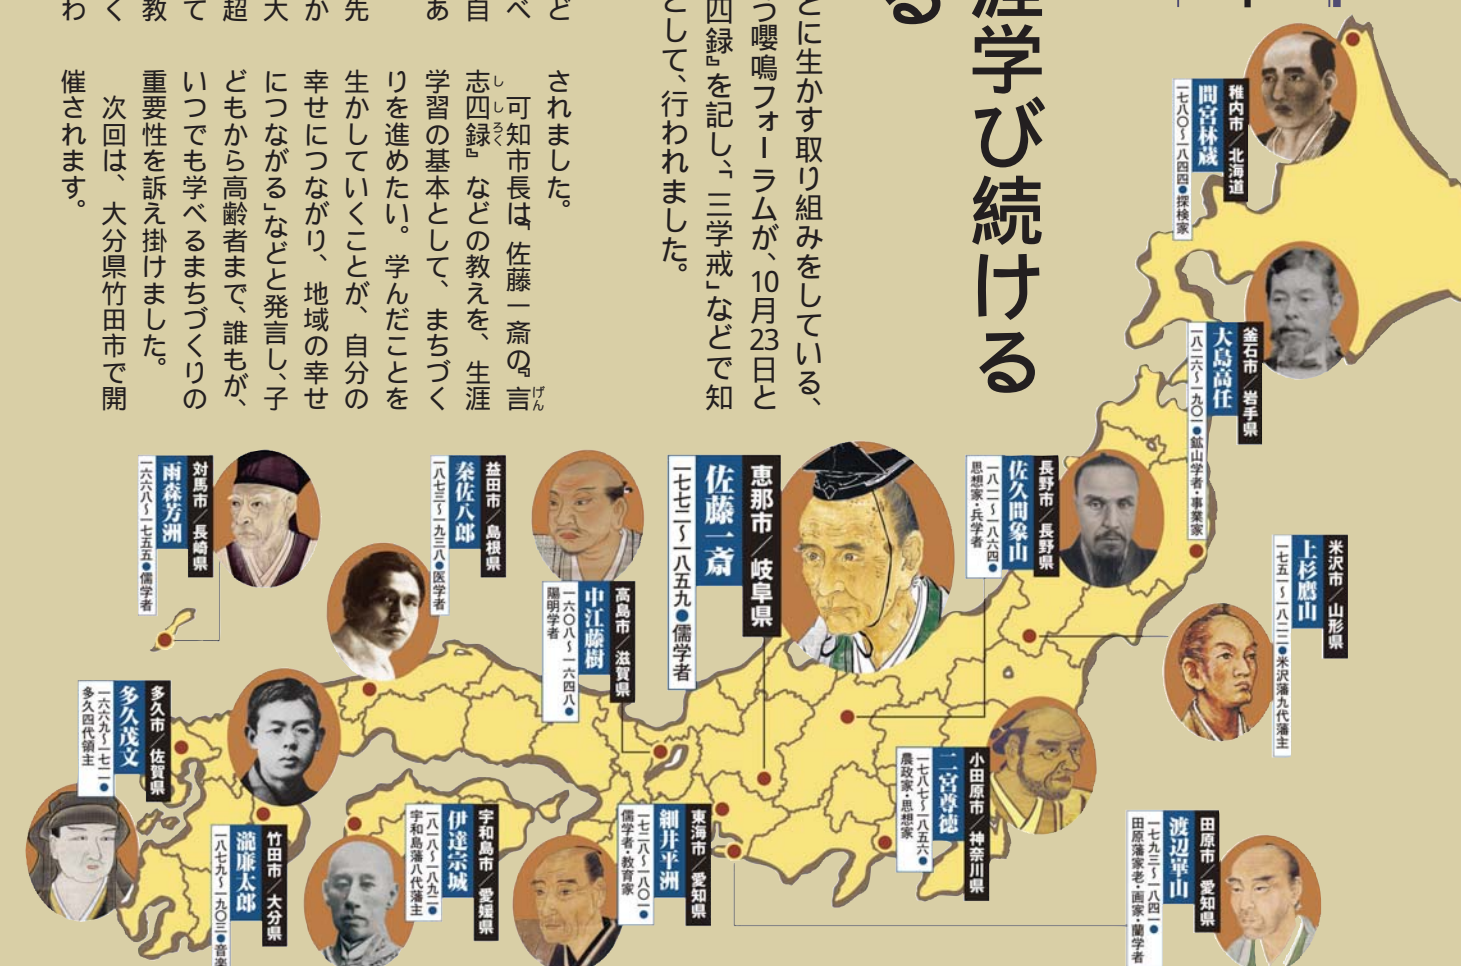 涯学び続ける
る
とに生かす取り組みをしている、
う嚶鳴フォーラムが、10月23日と
四録』を記し、「三学戒」などで知
として、行われました。
ど
べ
自
あ
先
か
大
超
て
教
く
わ
されました。
可知市長は、「佐藤一斎の『言
げん
志四録』などの教えを、生涯
ししろく
学習の基本として、まちづく
りを進めたい。学んだことを
生かしていくことが、自分の
幸せにつながり、地域の幸せ
につながる」などと発言し、子
どもから高齢者まで、誰もが、
いつでも学べるまちづくりの
重要性を訴え掛けました。
次回は、大分県竹田市で開
催されます。
稚内市／北海道
間宮林蔵
一七八〇〜一八四四●探検家
釜石市／岩手県
大島高任
一八二六〜一九〇一●鉱山学者・事業家
米沢市／山形県
上杉鷹山
一七五一〜一八二二●米沢藩九代藩主
長野市／長野県
佐久間象山
一八一一〜一八六四●
思想家・兵学者
恵那市／岐阜県
佐藤一斎
一七七二〜一八五九●儒学者
高島市／滋賀県
中江藤樹
一六〇八〜一六四八●
陽明学者
益田市／島根県
秦佐八郎
一八七三〜一九三八●医学者
対馬市／長崎県
雨森芳洲
一六六八〜一七五五●儒学者
小田原市／神奈川県
二宮尊徳
一七八七〜一八五六●
農政家・思想家
田原市／愛知県
渡辺崋山
一七九三〜一八四一●
田原藩家老・画家・蘭学者
東海市／愛知県
細井平洲
一七二八〜一八〇一●
儒学者・教育家
宇和島市／愛媛県
伊達宗城
一八一八〜一八九二●
宇和島藩八代藩主
竹田市／大分県
瀧廉太郎
一八七九〜一九〇三●音楽
多久市／佐賀県
多久茂文
一六六九〜一七一一●
多久四代領主